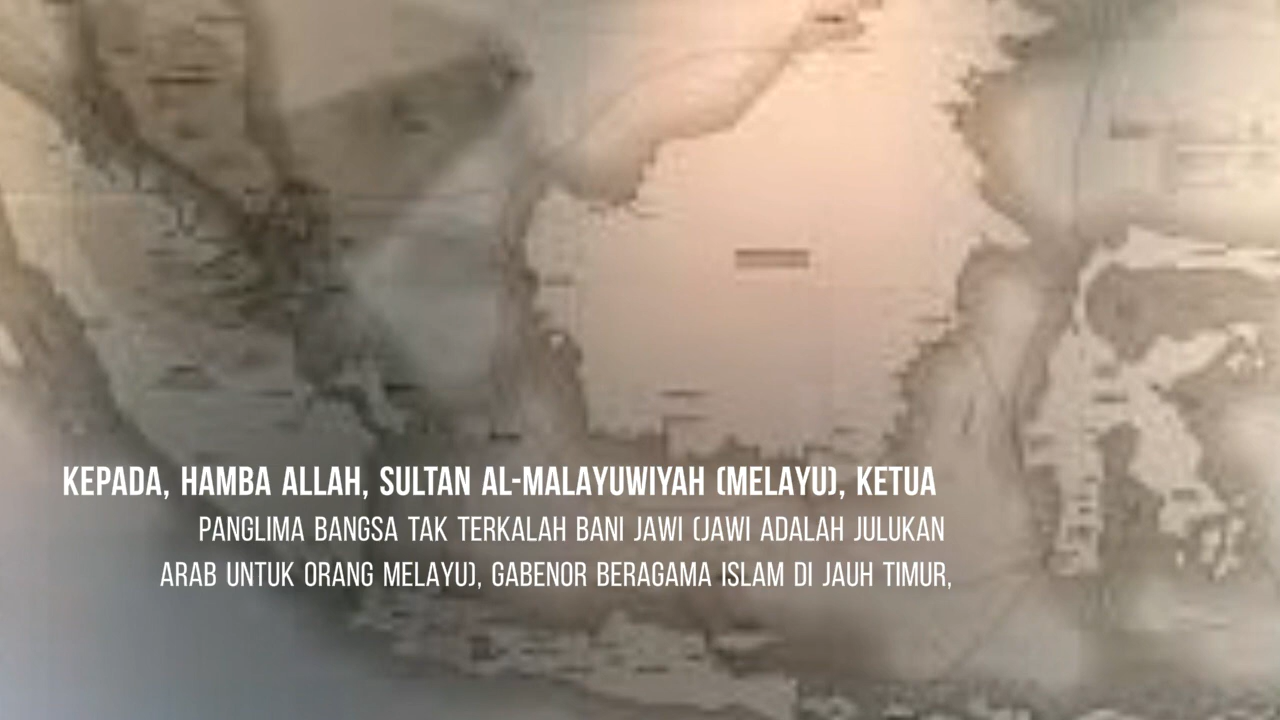 KEPADA, HAMBA ALLAH, SULTAN AL-MALAYUWIYAH (MELAYU), KETUA
PANGLIMA BANGSA TAK TERKALAH BANI JAWI (JAWI ADALAH JULUKAN
ARAB UNTUK ORANG MELAYU), GABENOR BERAGAMA ISLAM DI JAUH TIMUR,